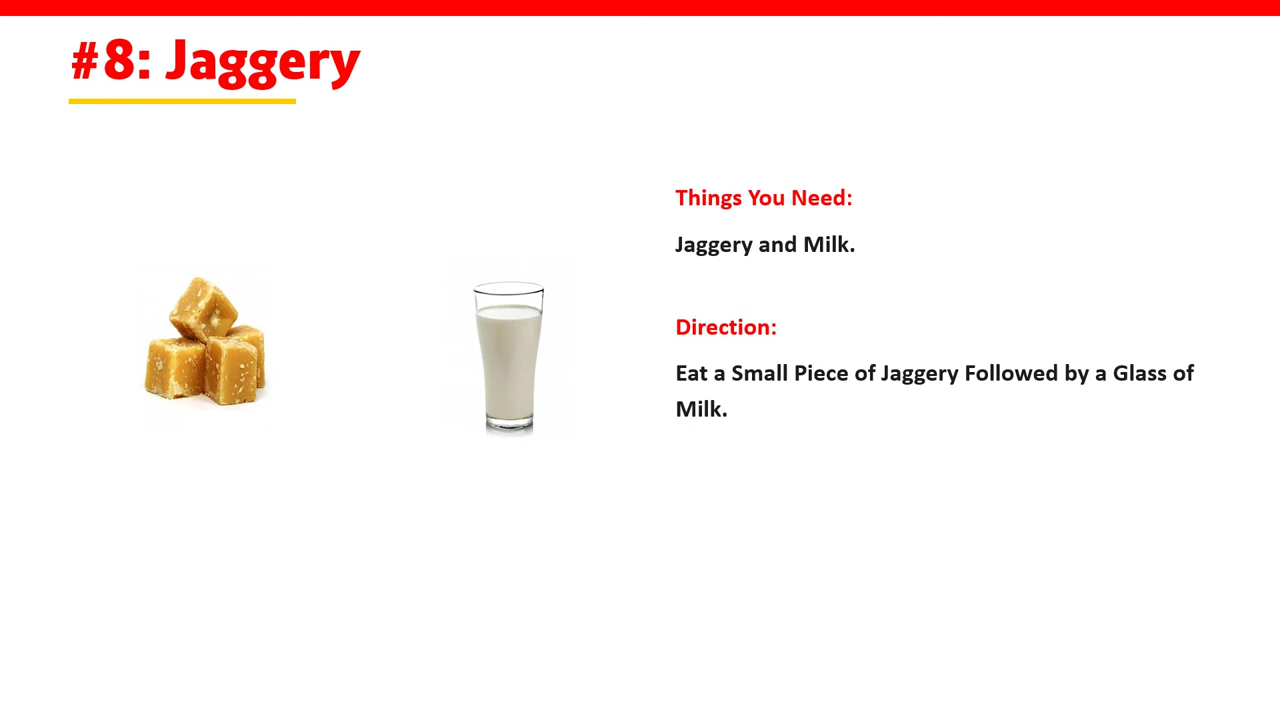 #8: Jaggery
Things You Need:
Jaggery and Milk.
Direction:
Eat a Small Piece of Jaggery Followed by a Glass of
Milk.